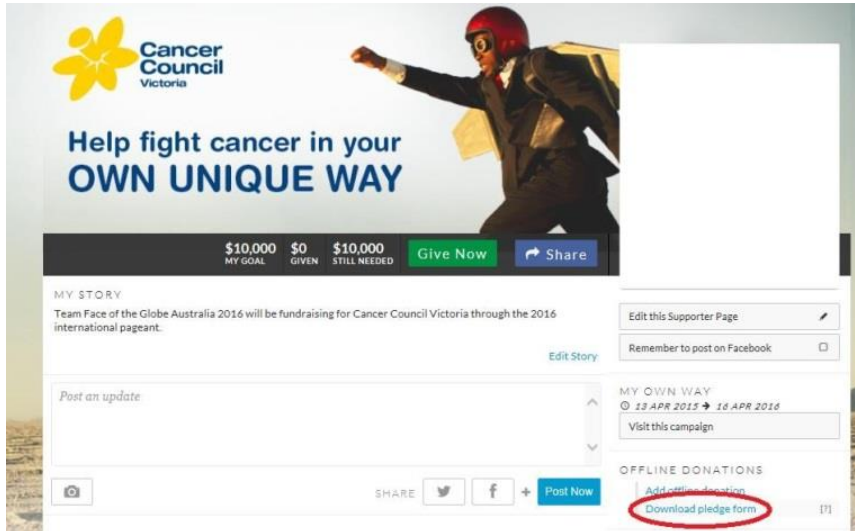 Cancer
Council
Victoria
Help fight cancer in your
OWN UNIQUE WAY
$10,000 $0 $10,000 Give Now Share
MY GOAL GIVEN STILL NEEDED
MY STORY
Team Face of the Globe Australia 2016 will be fundraising for Cancer Council Victoria through the 2016
international pageant.
Edit Story
Post an update
SHARE + Post Now
Edit this Supporter Page
Remember to post on Facebook
MY OWN WAY
13 APR 2015 → 16 APR 2016
Visit this campaign
OFFLINE DONATIONS
Add offline donation
Download pledge form [?]